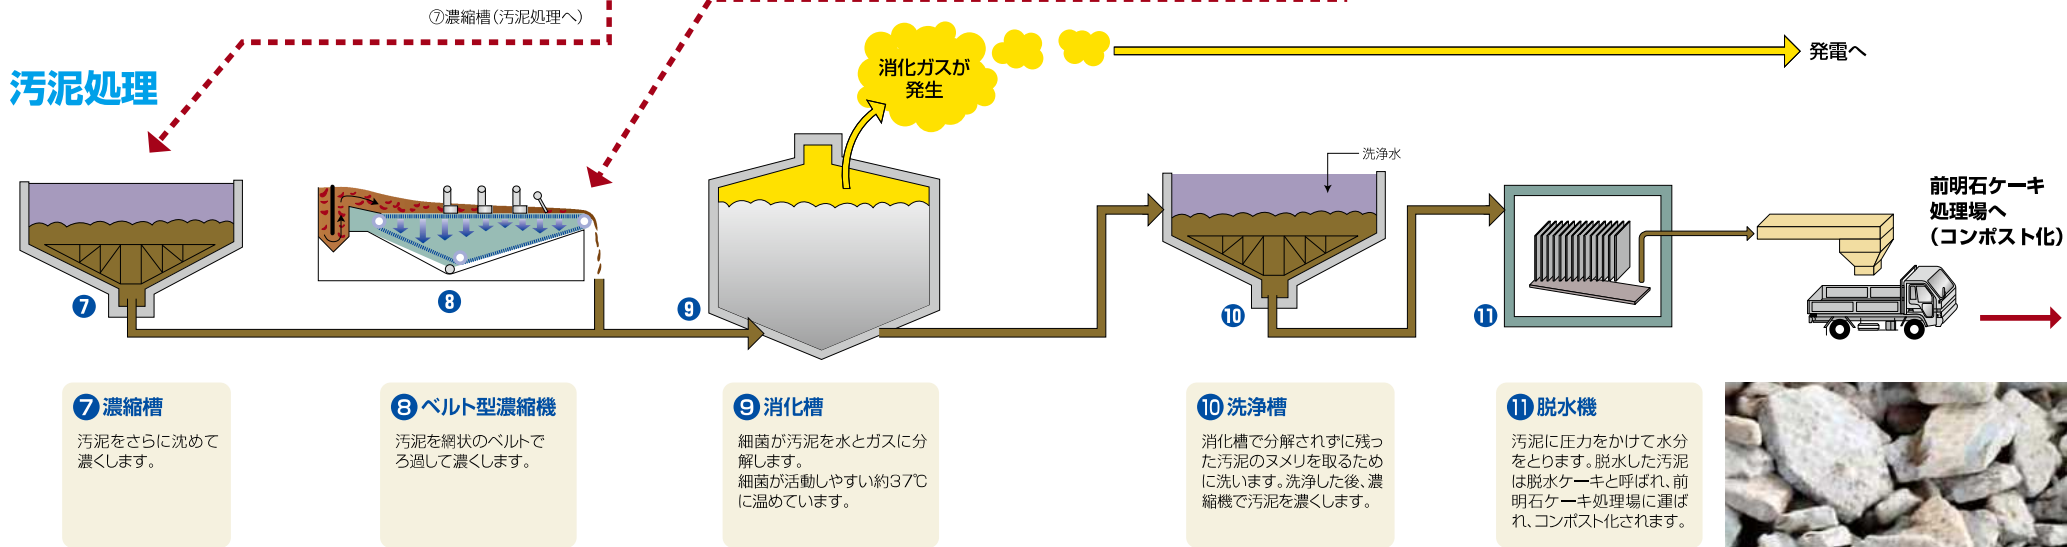 ⑦濃縮槽(汚泥処理へ)
汚泥処理
消化ガスが
発生
発電へ
洗浄水
前明石ケーキ
処理場へ
(コンポスト化)
7
8
9
10
11
7 濃縮槽
汚泥をさらに沈めて
濃くします。
8 ベルト型濃縮機
汚泥を網状のベルトで
ろ過して濃くします。
9 消化槽
細菌が汚泥を水とガスに分
解します。
細菌が活動しやすい約37℃
に温めています。
10 洗浄槽
消化槽で分解されずに残っ
た汚泥のヌメリを取るため
に洗います。洗浄した後、濃
縮機で汚泥を濃くします。
11 脱水機
汚泥に圧力をかけて水分
をとります。脱水した汚泥
は脱水ケーキと呼ばれ、前
明石ケーキ処理場に運ば
れ、コンポスト化されます。